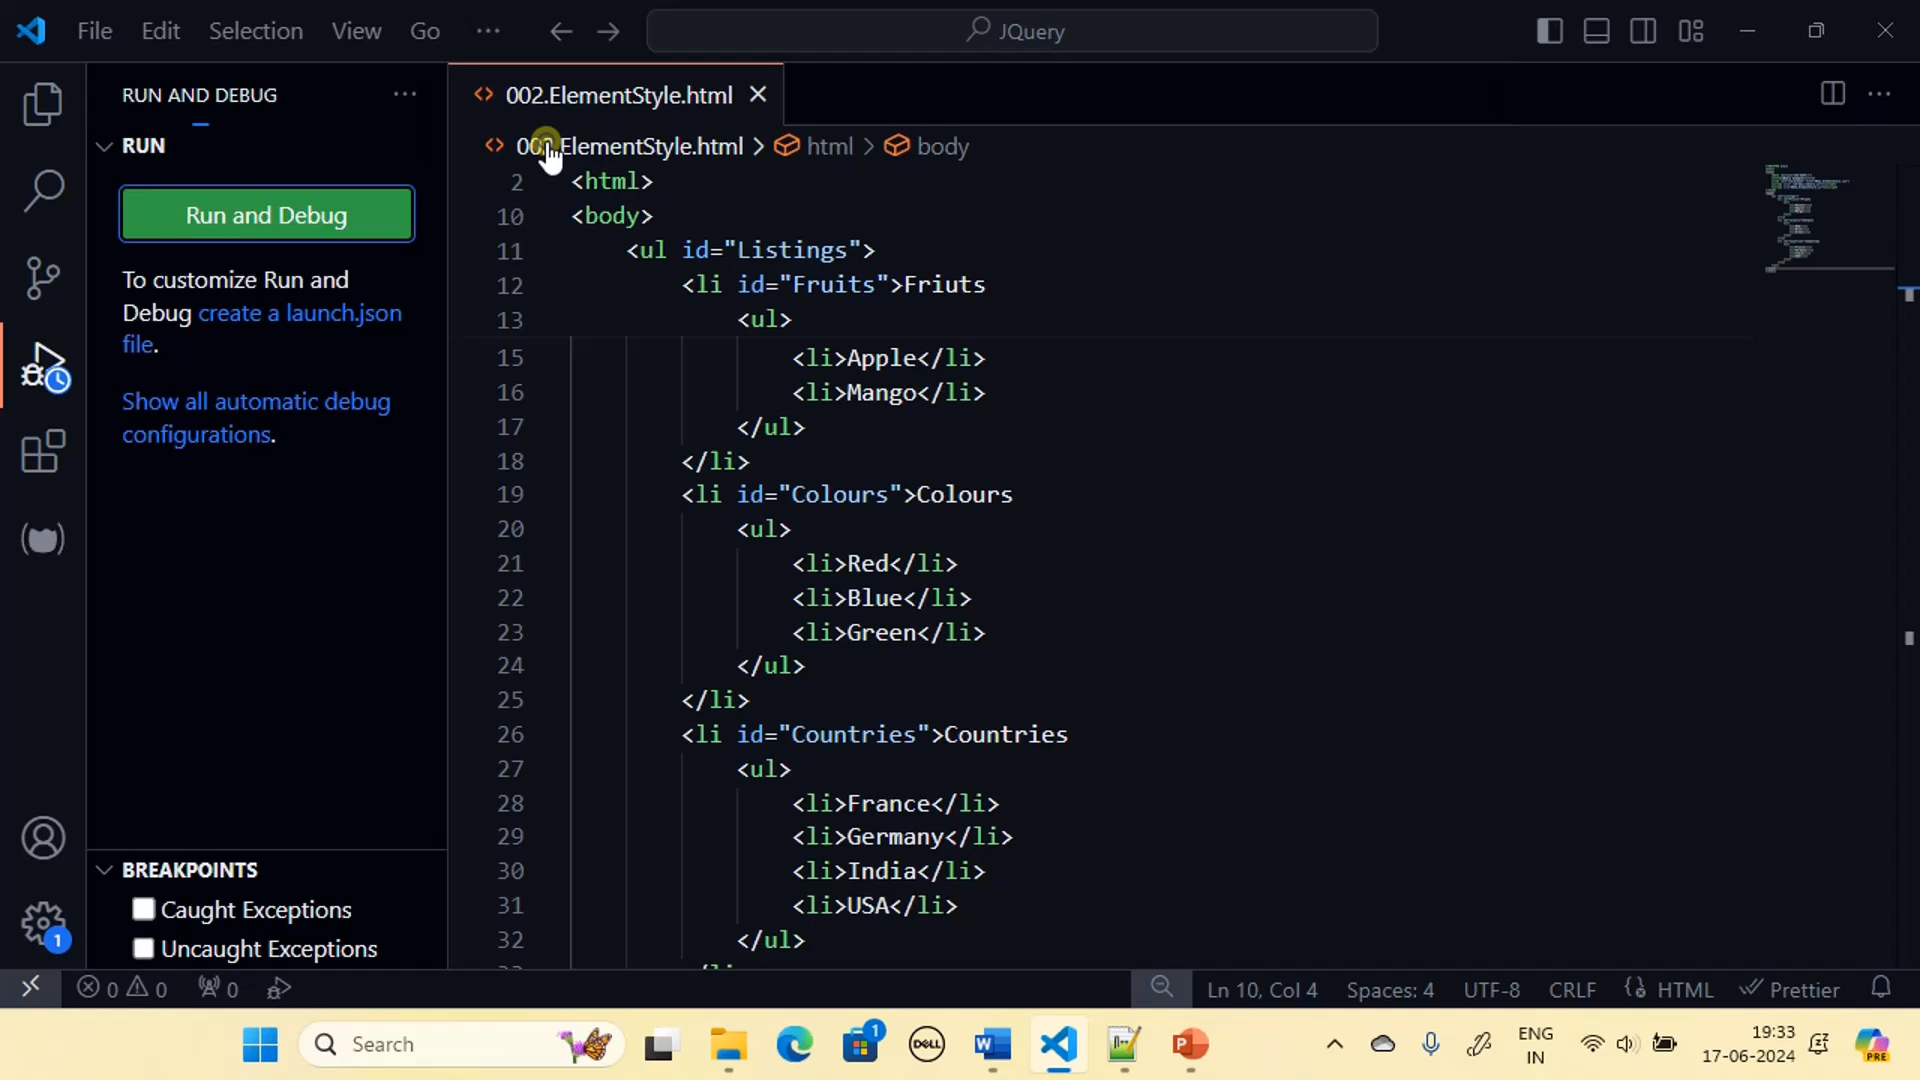 File Edit Selection View Go ··· JQuery
RUN AND DEBUG ···
002.ElementStyle.html
ElementStyle.html > html > body
RUN
Run and Debug
To customize Run and
Debug create a launch.json
file.
Show all automatic debug
configurations.
2 <html>
10 <body>
11 <ul id="Listings">
12 <li id="Fruits">Friuts
13 <ul>
15 <li>Apple</li>
16 <li>Mango</li>
17 </ul>
18 </li>
19 <li id="Colours">Colours
20 <ul>
21 <li>Red</li>
22 <li>Blue</li>
23 <li>Green</li>
24 </ul>
25 </li>
26 <li id="Countries">Countries
27 <ul>
28 <li>France</li>
29 <li>Germany</li>
30 <li>India</li>
31 <li>USA</li>
32 </ul>
BREAKPOINTS
Caught Exceptions
Uncaught Exceptions
1
0 0 0 Ln 10, Col 4 Spaces: 4 UTF-8 CRLF HTML Prettier
Search
1
DELL
W
P
ENG
IN
19:33
17-06-2024
PRE